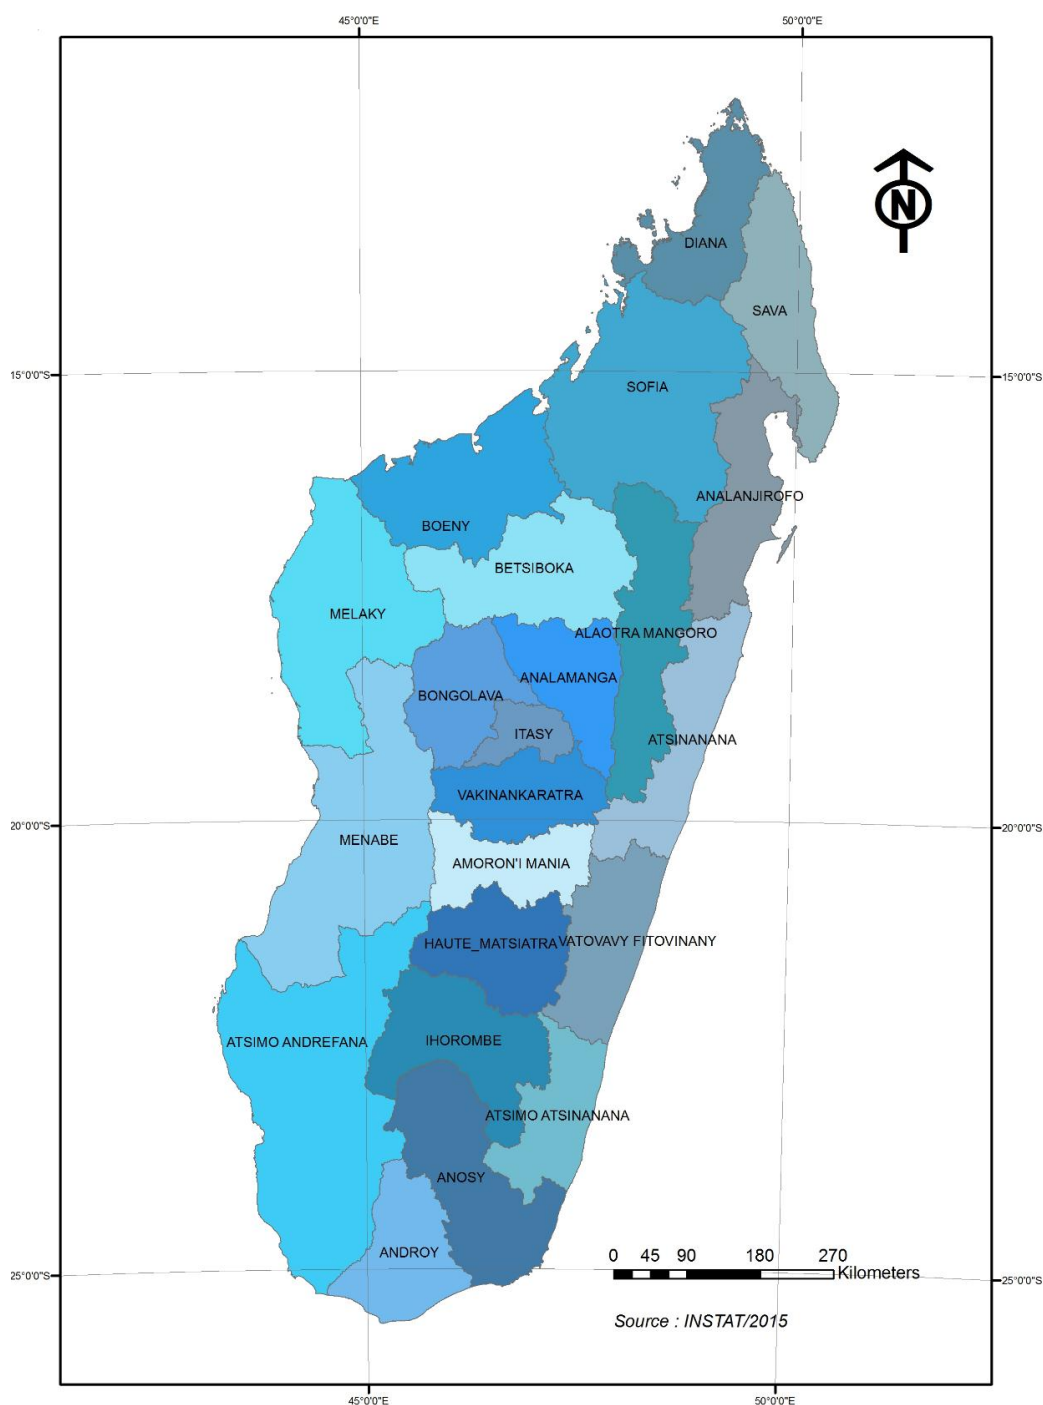 45°0'0"E
50°0'0"E
N
DIANA
SAVA
15°0'0"S
15°0'0"S
SOFIA
ANALANJIROFO
BOENY
BETSIBOKA
MELAKY
ALAOTRA MANGORO
ANALAMANGA
BONGOLAVA
ITASY
ATSINANANA
VAKINANKARATRA
20°0'0"S
20°0'0"S
MENABE
AMORON'I MANIA
HAUTE_MATSIATRA
VATOVAVY FITOVINANY
ATSIMO ANDREFANA
IHOROMBE
ATSIMO ATSINANANA
ANOSY
ANDROY
0 45 90 180 270
Kilometers
25°0'0"S
25°0'0"S
Source : INSTAT/2015
45°0'0"E
50°0'0"E